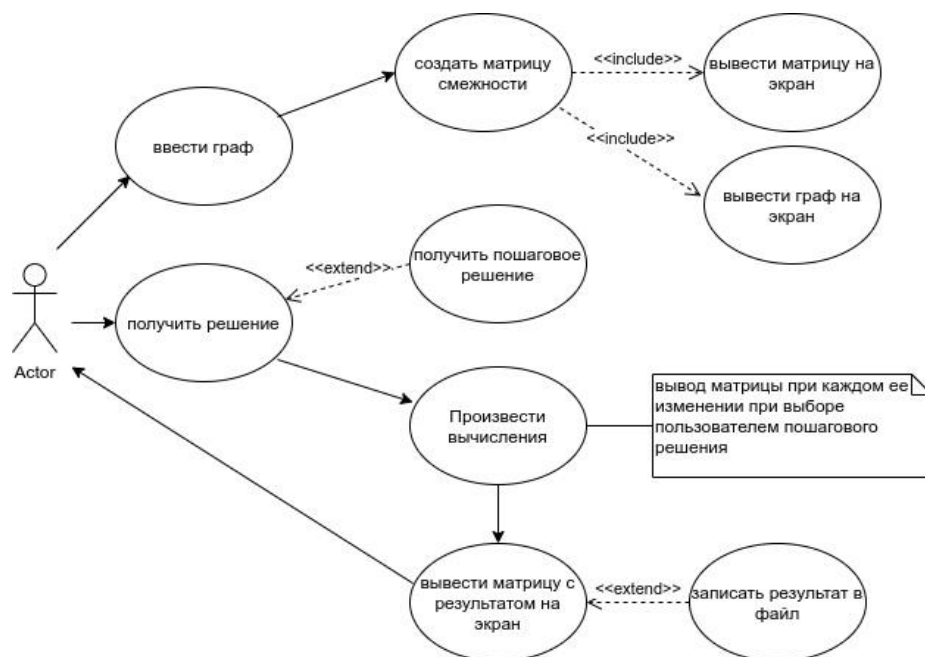 создать матрицу
смежности
<<include>>
вывести матрицу на
экран
ввести граф
<<include>>
вывести граф на
экран
получить пошаговое
решение
<<extend>>
получить решение
Actor
Произвести
вычисления
вывод матрицы при каждом ее
изменении при выборе
пользователем пошагового
решения
вывести матрицу с
результатом на
экран
<<extend>>
записать результат в
файл